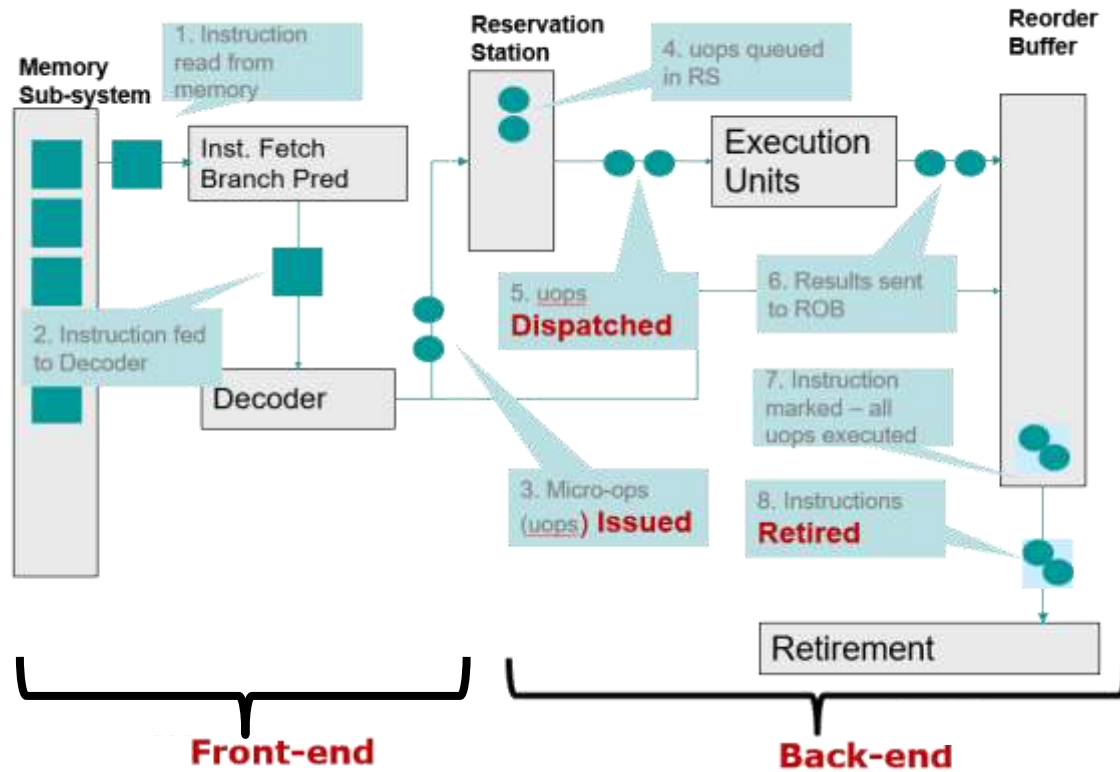 Memory
Sub-system
1. Instruction
read from
memory
Reservation
Station
4. uops queued
in RS
Reorder
Buffer
Inst. Fetch
Branch Pred
Execution
Units
2. Instruction fed
to Decoder
5. uops
Dispatched
6. Results sent
to ROB
Decoder
7. Instruction
marked – all
uops executed
3. Micro-ops
(uops) Issued
8. Instructions
Retired
Retirement
Front-end
Back-end